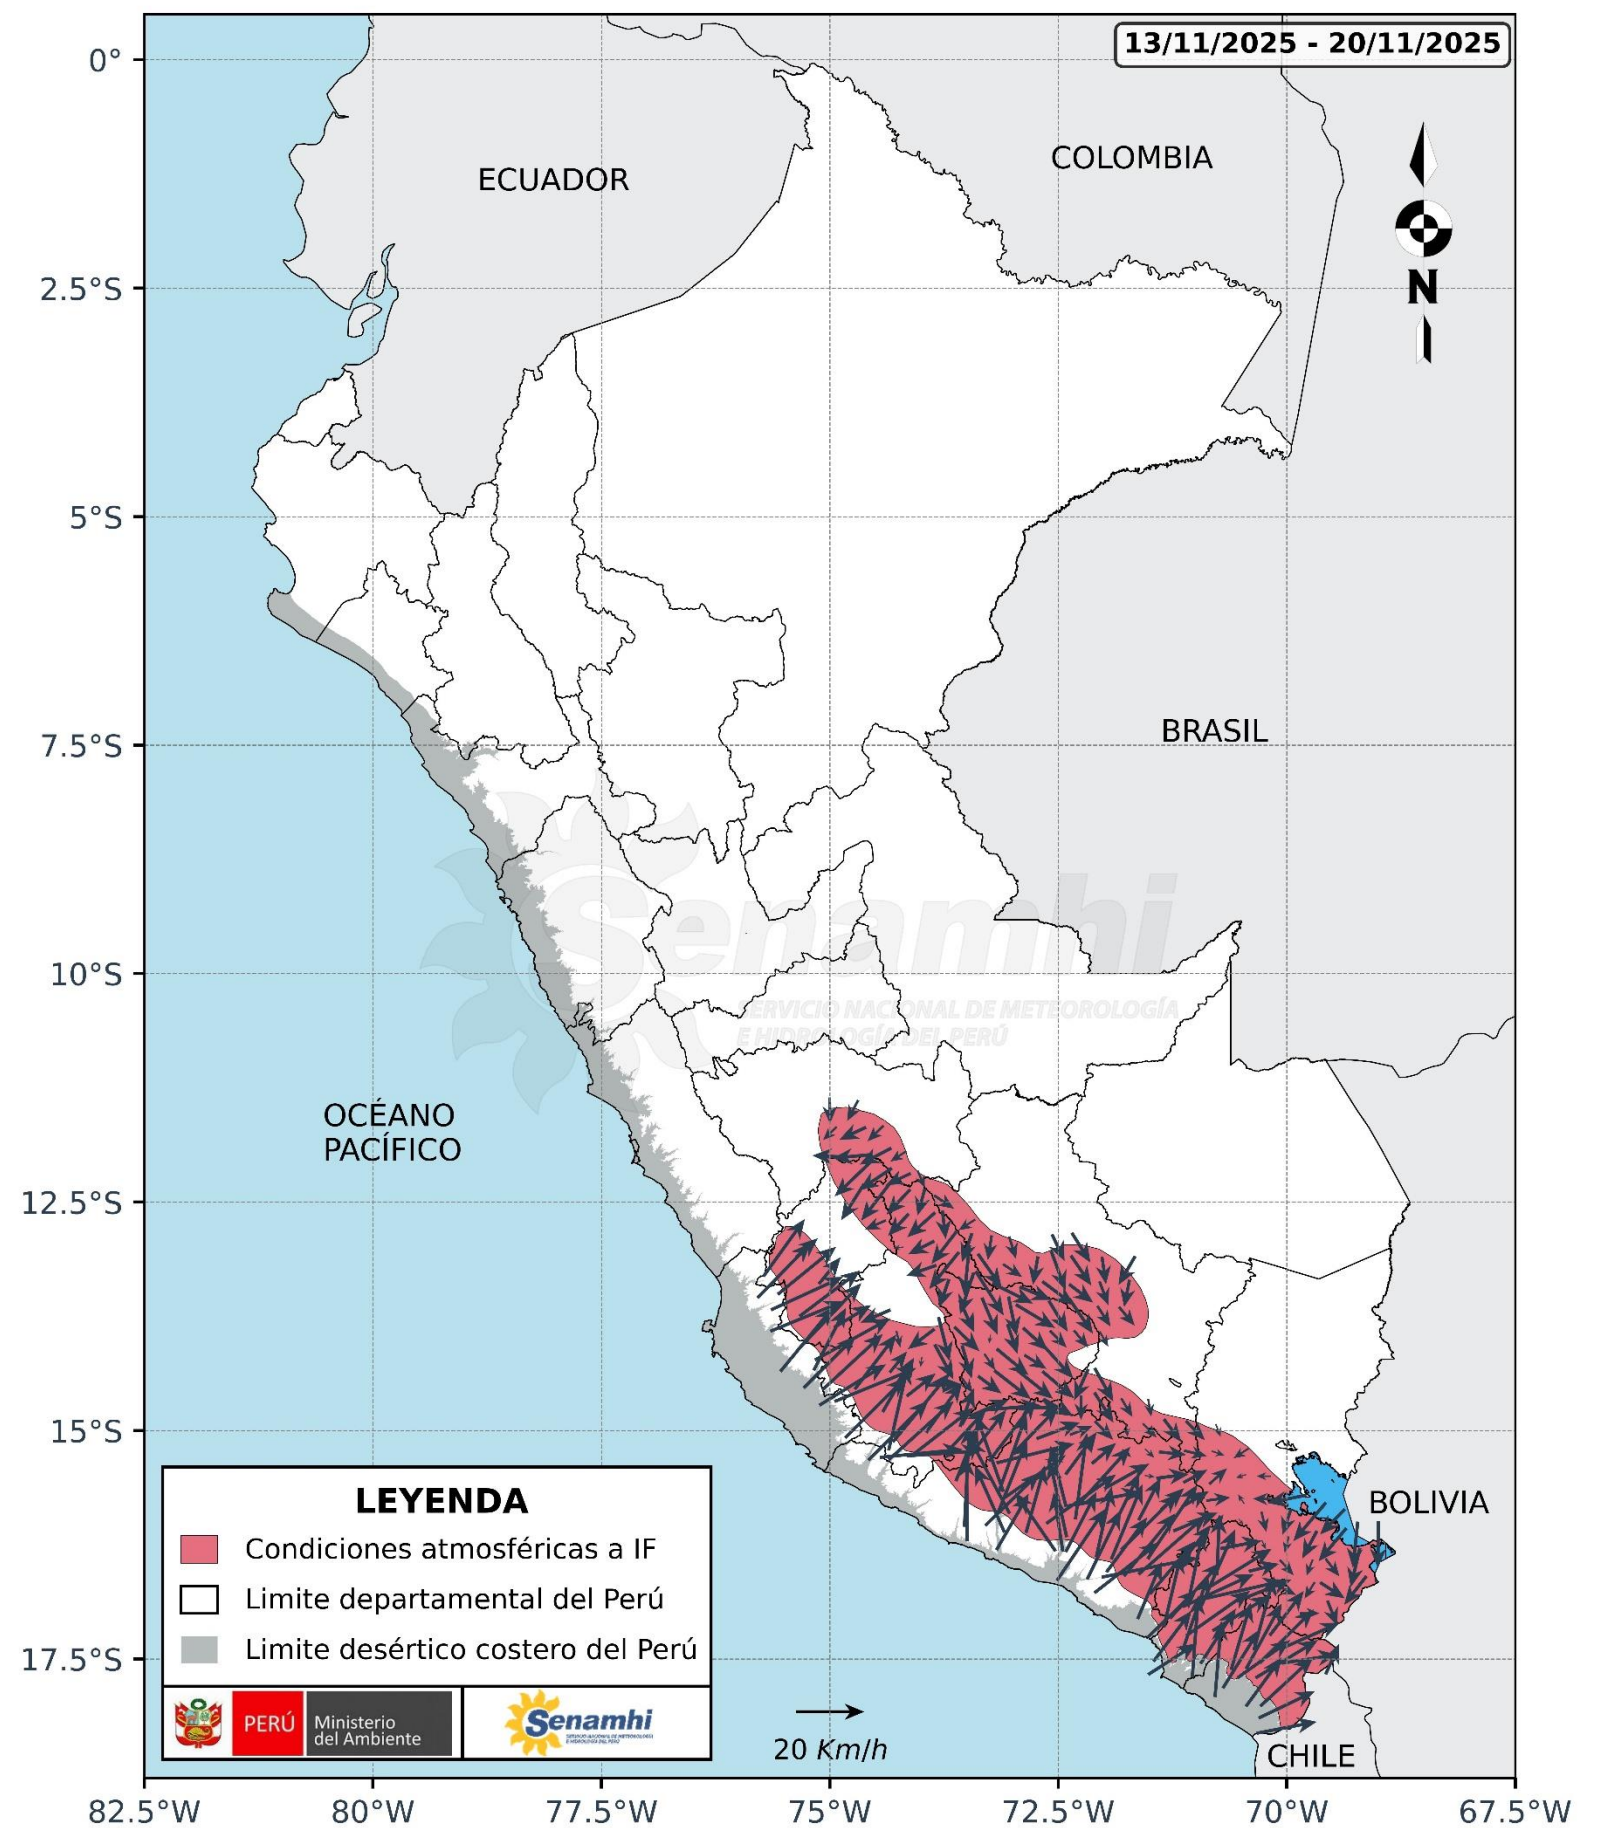 13/11/2025 - 20/11/2025
0°
2.5°S
5°S
7.5°S
10°S
12.5°S
15°S
17.5°S
ECUADOR
COLOMBIA
N
BRASIL
Senamhi
SERVICIO NACIONAL DE METEOROLOGÍA
E HIDROLOGÍA DEL PERÚ
OCÉANO
PACÍFICO
BOLIVIA
CHILE
LEYENDA
Condiciones atmosféricas a IF
Limite departamental del Perú
Limite desértico costero del Perú
PERÚ
Ministerio
del Ambiente
Senamhi
20 Km/h
82.5°W
80°W
77.5°W
75°W
72.5°W
70°W
67.5°W